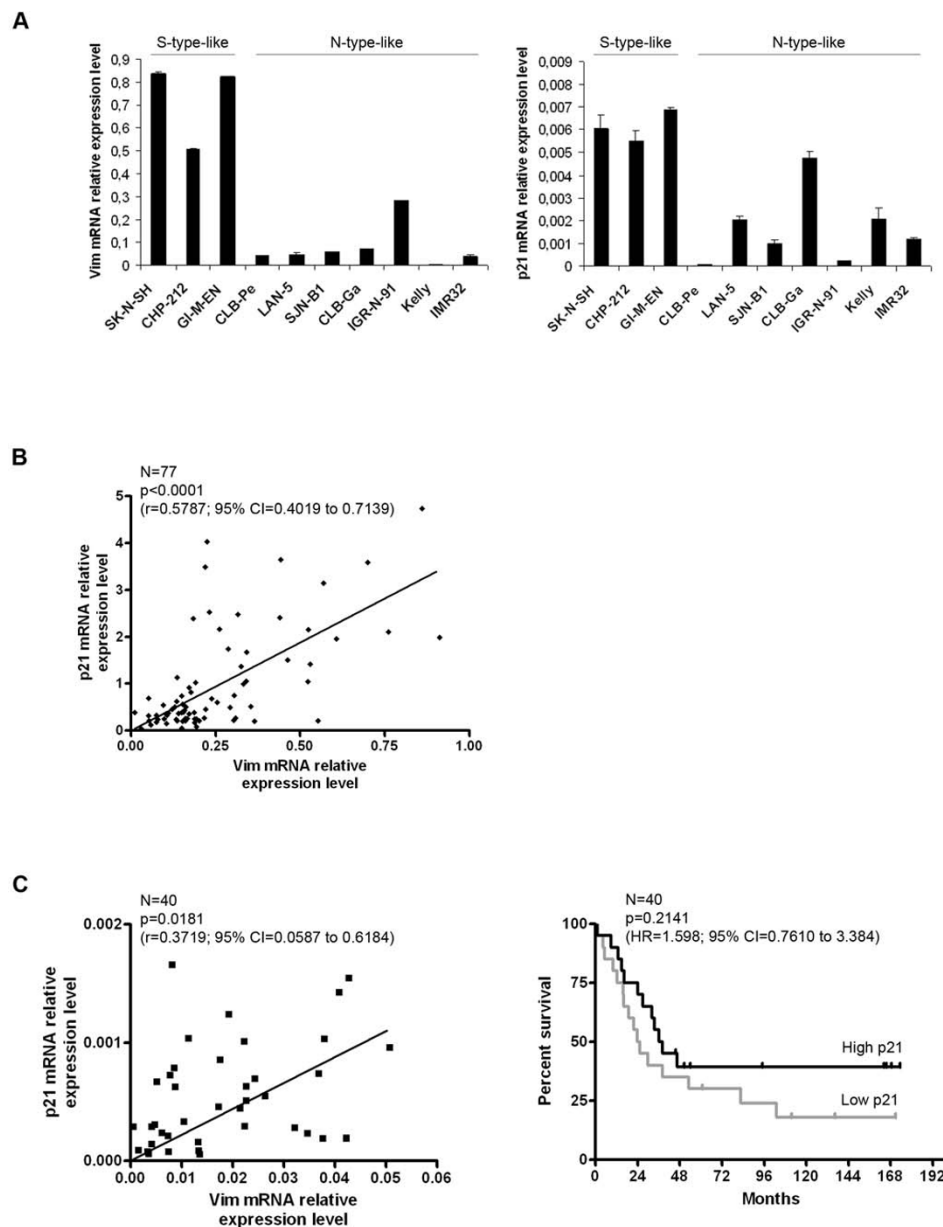 A
S-type-like
N-type-like
Vim mRNA relative expression level
0,9
0,8
0,7
0,6
0,5
0,4
0,3
0,2
0,1
0
SK-N-SH
CHP-212
GI-M-EN
CLB-Pe
LAN-5
SJN-B1
CLB-Ga
IGR-N-91
Kelly
IMR32
S-type-like
N-type-like
p21 mRNA relative expression level
0,009
0,008
0,007
0,006
0,005
0,004
0,003
0,002
0,001
0
SK-N-SH
CHP-212
GI-M-EN
CLB-Pe
LAN-5
SJN-B1
CLB-Ga
IGR-N-91
Kelly
IMR32
B
N=77
p<0.0001
(r=0.5787; 95% CI=0.4019 to 0.7139)
p21 mRNA relative
expression level
5
4
3
2
1
0
0.00 0.25 0.50 0.75 1.00
Vim mRNA relative
expression level
C
N=40
p=0.0181
(r=0.3719; 95% CI=0.0587 to 0.6184)
p21 mRNA relative
expression level
0.002
0.001
0.000
0.00 0.01 0.02 0.03 0.04 0.05 0.06
Vim mRNA relative
expression level
N=40
p=0.2141
(HR=1.598; 95% CI=0.7610 to 3.384)
Percent survival
100
75
50
25
0
High p21
Low p21
0 24 48 72 96 120 144 168 192
Months